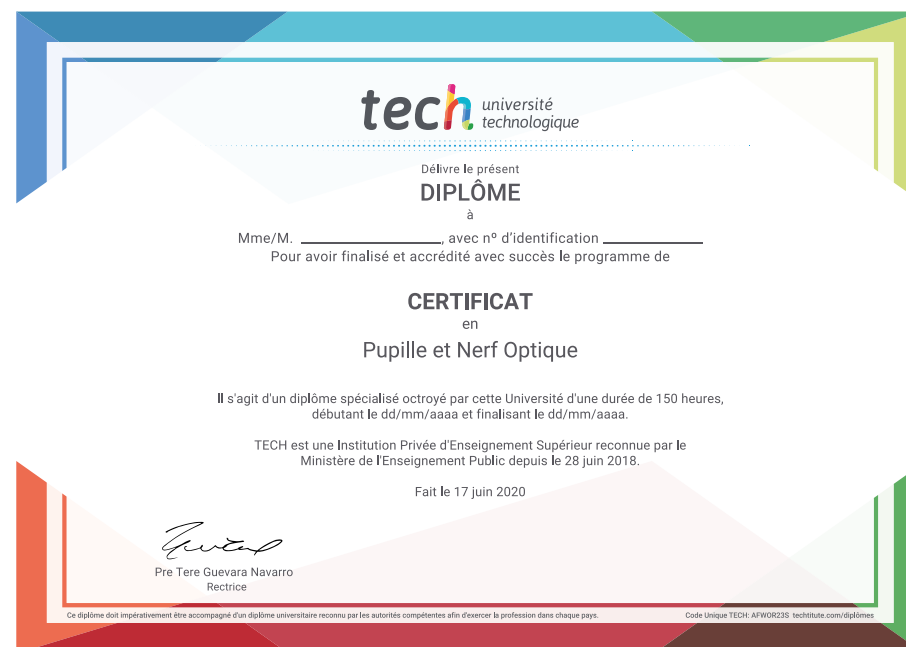 tech université
technologique
Délivre le présent
DIPLÔME
à
Mme/M. ____________________, avec nº d'identification ______________
Pour avoir finalisé et accrédité avec succès le programme de
CERTIFICAT
en
Pupille et Nerf Optique
Il s'agit d'un diplôme spécialisé octroyé par cette Université d'une durée de 150 heures,
débutant le dd/mm/aaaa et finalisant le dd/mm/aaaa.
TECH est une Institution Privée d'Enseignement Supérieur reconnue par le
Ministère de l'Enseignement Public depuis le 28 juin 2018.
Fait le 17 juin 2020
Pre Tere Guevara Navarro
Rectrice
Ce diplôme doit impérativement être accompagné d'un diplôme universitaire reconnu par les autorités compétentes afin d'exercer la profession dans chaque pays.
Code Unique TECH: AFWOR23S techtitute.com/diplômes